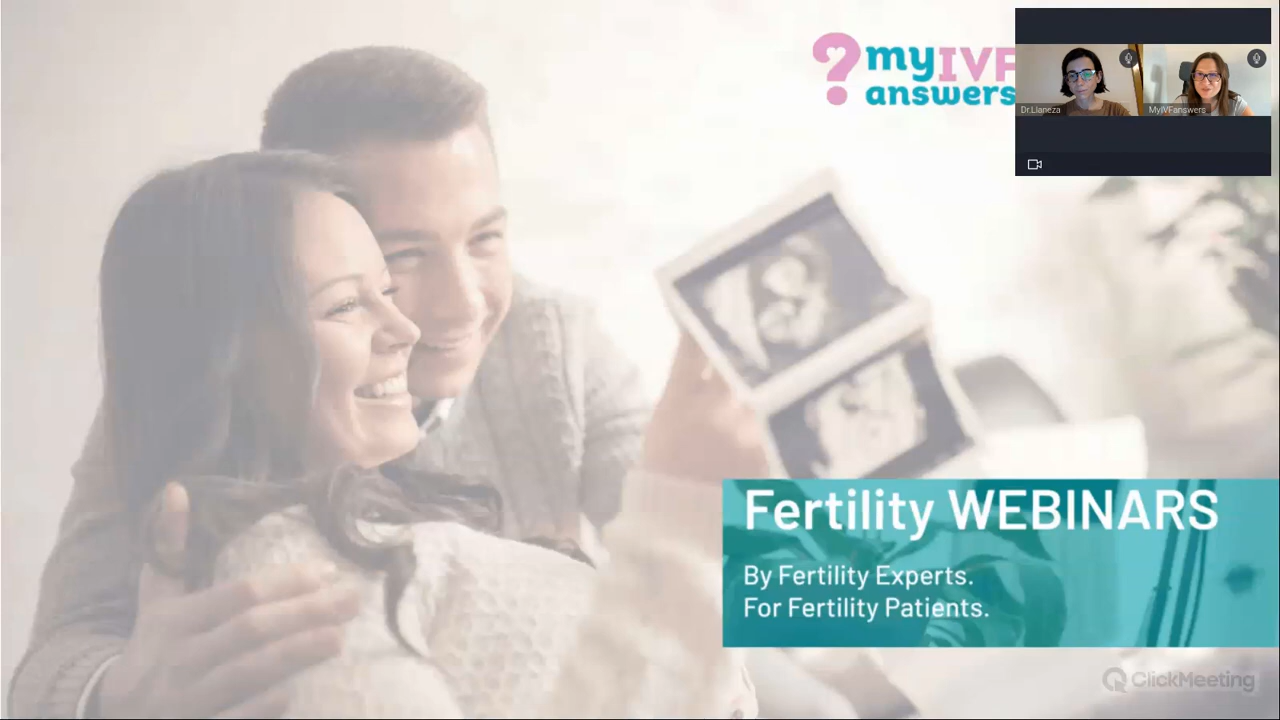 ? myIVF
answers
Dr.Llaneza
MyIVFanswers
Fertility WEBINARS
By Fertility Experts.
For Fertility Patients.
ClickMeeting